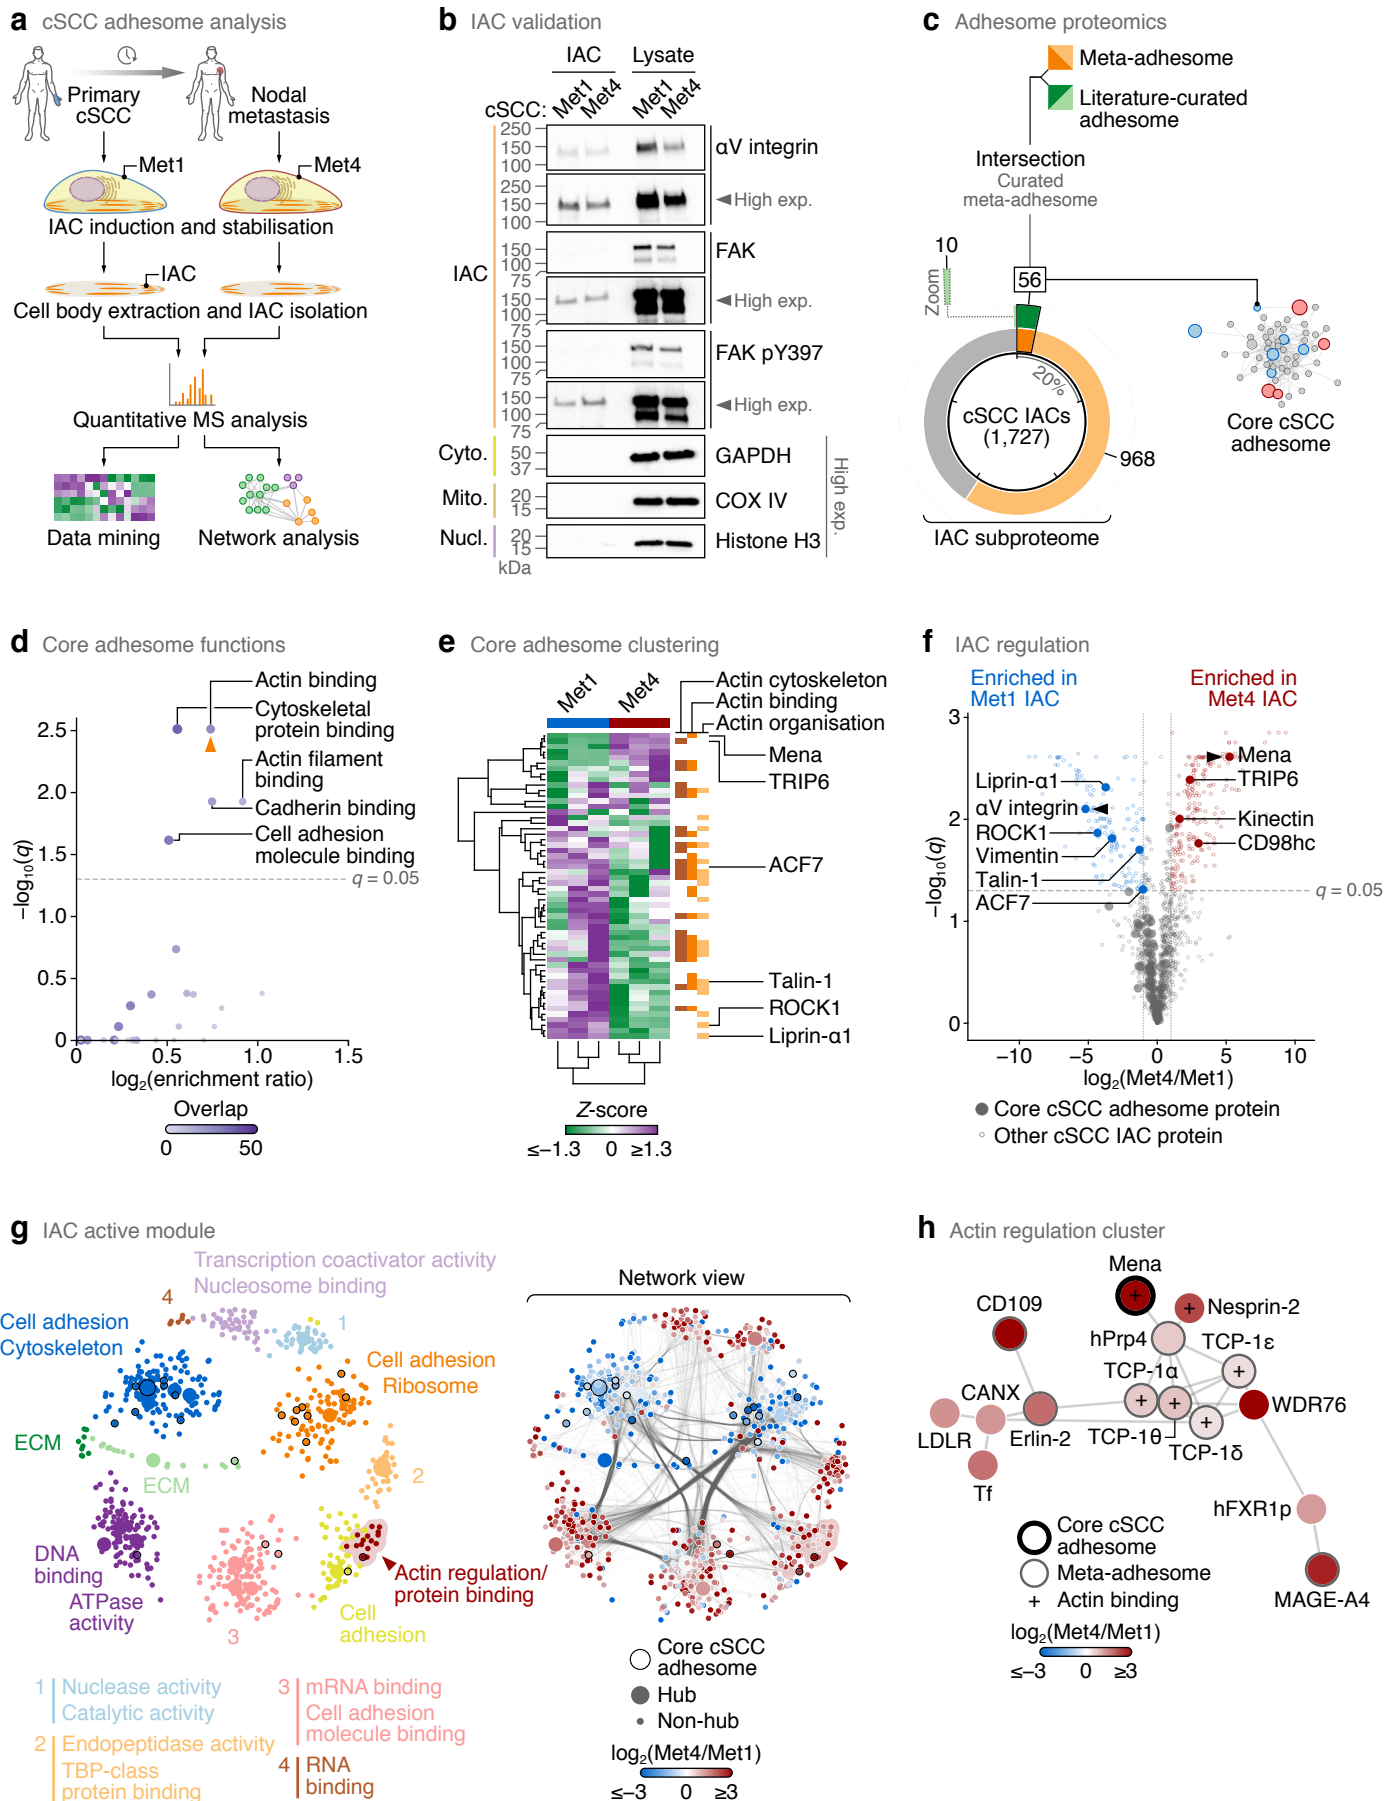 a cSCC adhesome analysis
Primary
cSCC
Nodal
metastasis
Met1
Met4
IAC induction and stabilisation
IAC
Cell body extraction and IAC isolation
Quantitative MS analysis
Data mining
Network analysis
b IAC validation
IAC Lysate
cSCC: Met1 Met4 Met1 Met4
250
150
100
αV integrin
250
150
100
High exp.
IAC
150
100
75
FAK
150
100
75
High exp.
150
100
75
FAK pY397
150
100
75
High exp.
Cyto.
50
37
GAPDH
Mito.
20
15
COX IV
Nucl.
20
15
Histone H3
High exp.
kDa
c Adhesome proteomics
Meta-adhesome
Literature-curated
adhesome
Intersection
Curated
meta-adhesome
10
Zoom
56
20%
cSCC IACs
(1,727)
968
IAC subproteome
Core cSCC
adhesome
d Core adhesome functions
Actin binding
Cytoskeletal
protein binding
Actin filament
binding
Cadherin binding
Cell adhesion
molecule binding
q = 0.05
−log10(q)
2.5
2.0
1.5
1.0
0.5
0
0 0.5 1.0 1.5
log2(enrichment ratio)
Overlap
0 50
e Core adhesome clustering
Met1 Met4
Actin cytoskeleton
Actin binding
Actin organisation
Mena
TRIP6
ACF7
Talin-1
ROCK1
Liprin-α1
Z-score
≤−1.3 0 ≥1.3
f IAC regulation
Enriched in
Met1 IAC
Enriched in
Met4 IAC
3
2
1
0
−log10(q)
Liprin-α1
αV integrin
ROCK1
Vimentin
Talin-1
ACF7
Mena
TRIP6
Kinectin
CD98hc
q = 0.05
−10 −5 0 5 10
log2(Met4/Met1)
Core cSCC adhesome protein
Other cSCC IAC protein
g IAC active module
Transcription coactivator activity
Nucleosome binding
4
1
Cell adhesion
Cytoskeleton
Cell adhesion
Ribosome
ECM
ECM
2
DNA
binding
ATPase
activity
3
Actin regulation/
protein binding
Cell
adhesion
1 Nuclease activity
Catalytic activity
2 Endopeptidase activity
TBP-class
protein binding
3 mRNA binding
Cell adhesion
molecule binding
4 RNA
binding
Network view
Core cSCC
adhesome
Hub
Non-hub
log2(Met4/Met1)
≤−3 0 ≥3
h Actin regulation cluster
Mena
CD109
Nesprin-2
hPrp4
TCP-1ε
TCP-1α
CANX
WDR76
LDLR
Erlin-2
TCP-1θ
TCP-1δ
Tf
hFXR1p
MAGE-A4
Core cSCC
adhesome
Meta-adhesome
+ Actin binding
log2(Met4/Met1)
≤−3 0 ≥3